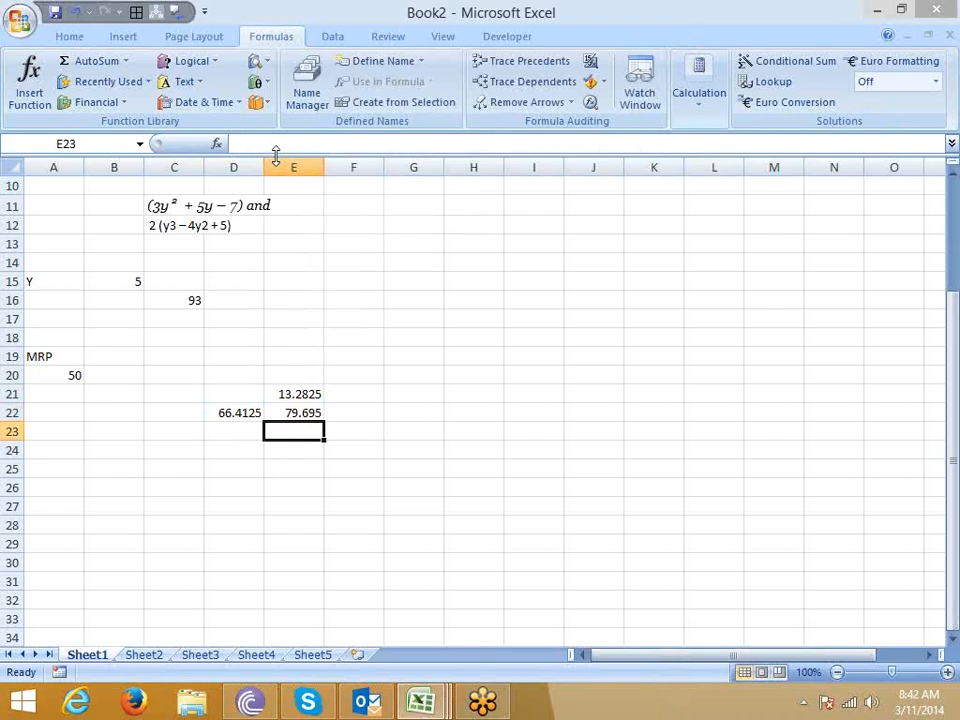 Book2 - Microsoft Excel
Home Insert Page Layout Formulas Data Review View Developer
Insert Function
Σ AutoSum
Recently Used
Financial
Logical
Text
Date & Time
Function Library
Name Manager
Define Name
Use in Formula
Create from Selection
Defined Names
Trace Precedents
Trace Dependents
Remove Arrows
Formula Auditing
Watch Window
Calculation
Conditional Sum
Lookup
Euro Conversion
Euro Formatting
Off
Solutions
E23 fx
A B C D E F G H I J K L M N O
10
11 (3y² + 5y − 7) and
12 2 (y3 – 4y2 + 5)
13
14
15 Y 5
16 93
17
18
19 MRP
20 50
21 13.2825
22 66.4125 79.695
23
24
25
26
27
28
29
30
31
32
33
34
Sheet1 Sheet2 Sheet3 Sheet4 Sheet5
Ready 100%
8:42 AM
3/11/2014